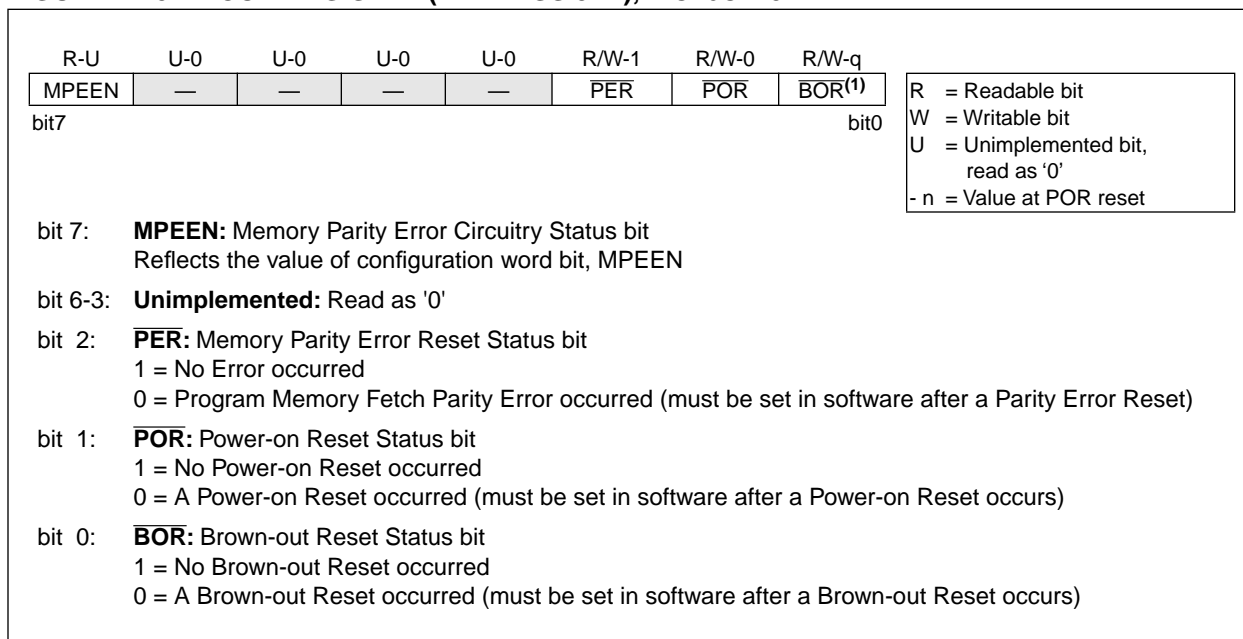 R-U U-0 U-0 U-0 U-0 R/W-1 R/W-0 R/W-q
MPEEN — — — — PER POR BOR(1)
bit7 bit0
R = Readable bit
W = Writable bit
U = Unimplemented bit,
read as ‘0’
- n = Value at POR reset
bit 7: MPEEN: Memory Parity Error Circuitry Status bit
Reflects the value of configuration word bit, MPEEN
bit 6-3: Unimplemented: Read as '0'
bit 2: PER: Memory Parity Error Reset Status bit
1 = No Error occurred
0 = Program Memory Fetch Parity Error occurred (must be set in software after a Parity Error Reset)
bit 1: POR: Power-on Reset Status bit
1 = No Power-on Reset occurred
0 = A Power-on Reset occurred (must be set in software after a Power-on Reset occurs)
bit 0: BOR: Brown-out Reset Status bit
1 = No Brown-out Reset occurred
0 = A Brown-out Reset occurred (must be set in software after a Brown-out Reset occurs)